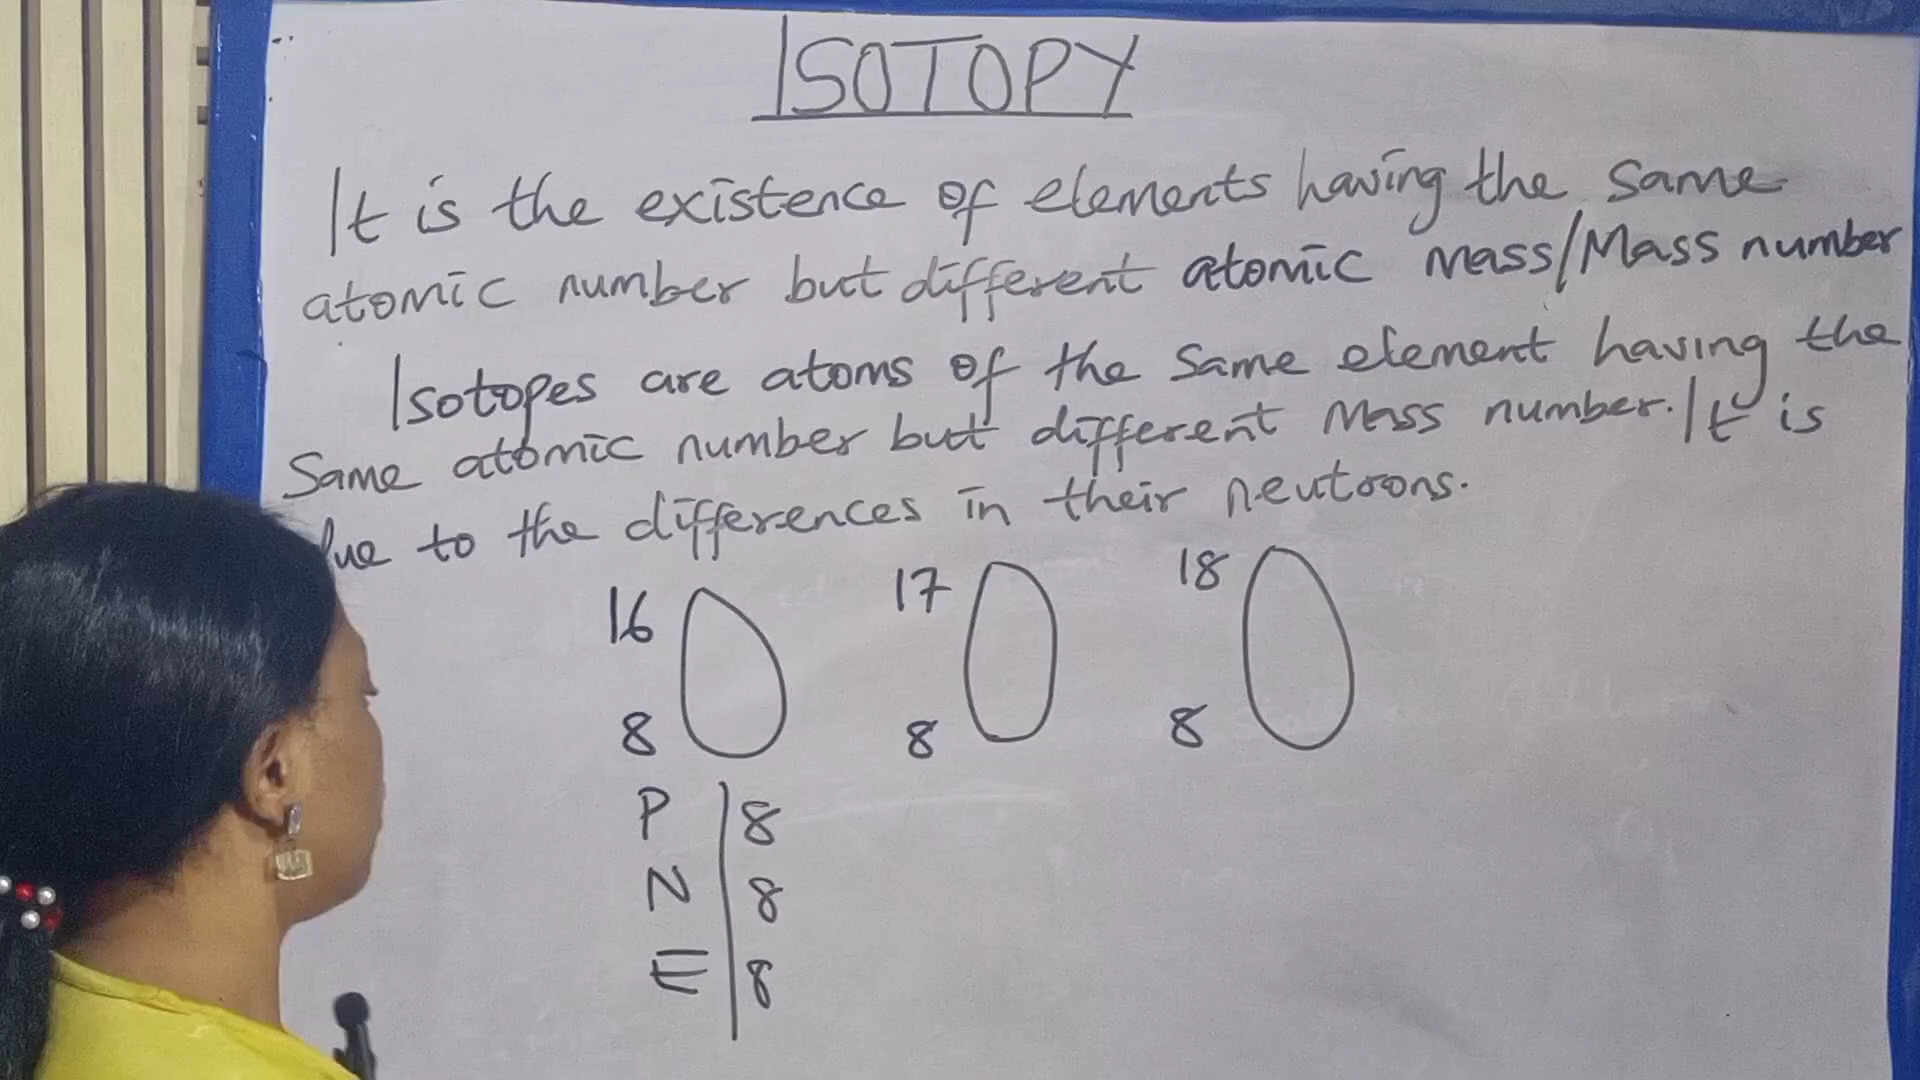 ISOTOPY
It is the existence of elements having the same
atomic number but different atomic mass/Mass number
Isotopes are atoms of the same element having the
Same atomic number but different Mass number. It is
due to the differences in their neutrons.
16 17 18
O O O
8 8 8
P | 8
N | 8
E | 8